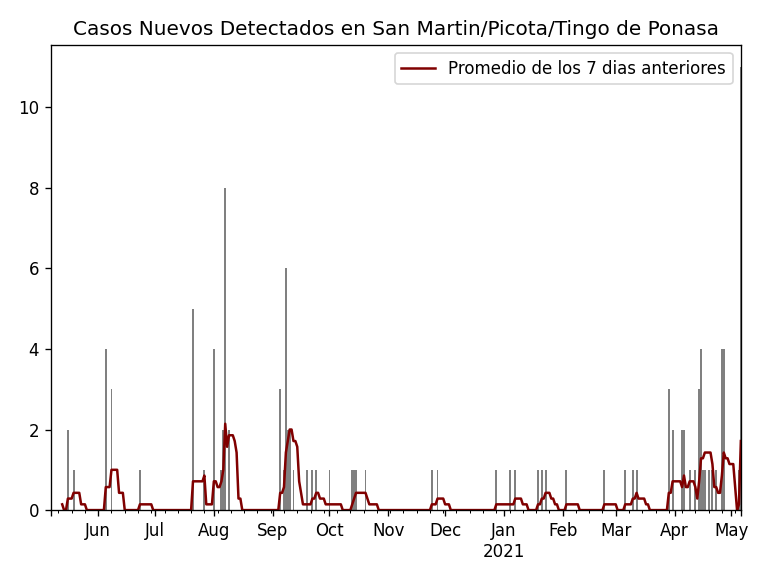 Casos Nuevos Detectados en San Martin/Picota/Tingo de Ponasa
Promedio de los 7 dias anteriores
10
8
6
4
2
0
Jun Jul Aug Sep Oct Nov Dec Jan Feb Mar Apr May
2021